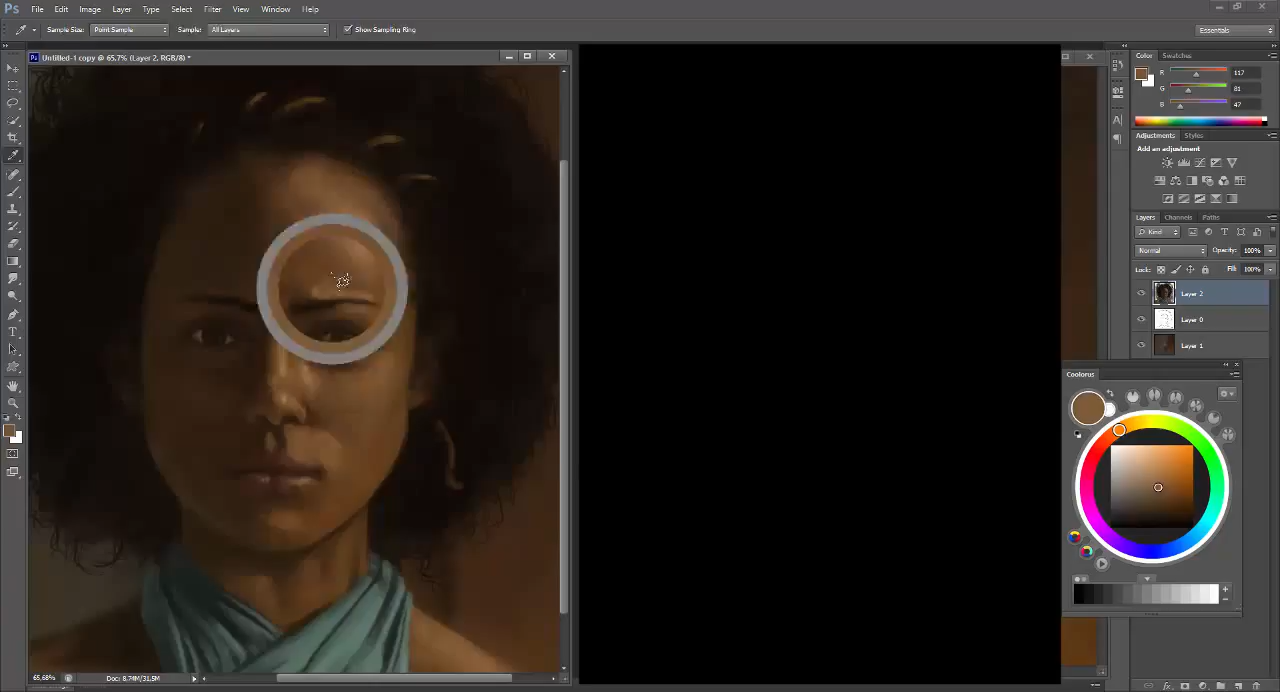 Ps File Edit Image Layer Type Select Filter View Window Help
Sample Size: Point Sample Sample: All Layers Show Sampling Ring Essentials
Untitled-1 copy @ 65,7% (Layer 2, RGB/8) *
Color Swatches
R 117
G 81
B 47
Adjustments Styles
Add an adjustment
Layers Channels Paths
Kind
Normal Opacity: 100%
Lock: Fill: 100%
Layer 2
Layer 0
Layer 1
Coolorus
65,68% Doc: 8.74M/31.5M